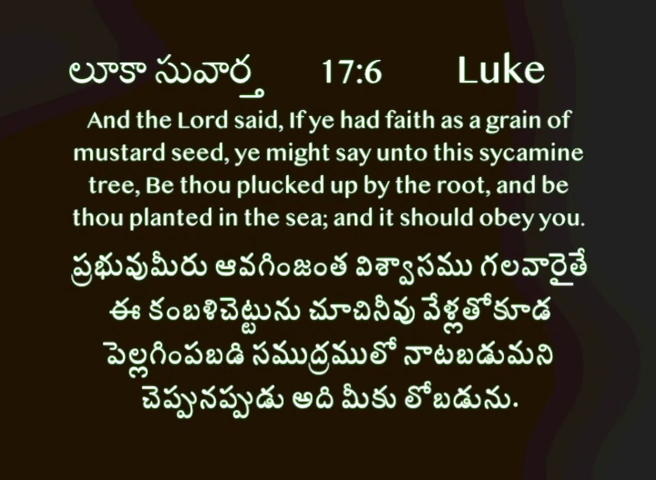 లూకా సువార్త 17:6 Luke
And the Lord said, If ye had faith as a grain of
mustard seed, ye might say unto this sycamine
tree, Be thou plucked up by the root, and be
thou planted in the sea; and it should obey you.
ప్రభువుమీరు ఆవగింజంత విశ్వాసము గలవారైతే
ఈ కంబళిచెట్టును చూచినీవు వేళ్లతోకూడ
పెల్లగింపబడి సముద్రములో నాటబడుమని
చెప్పునప్పుడు అది మీకు లోబడును.